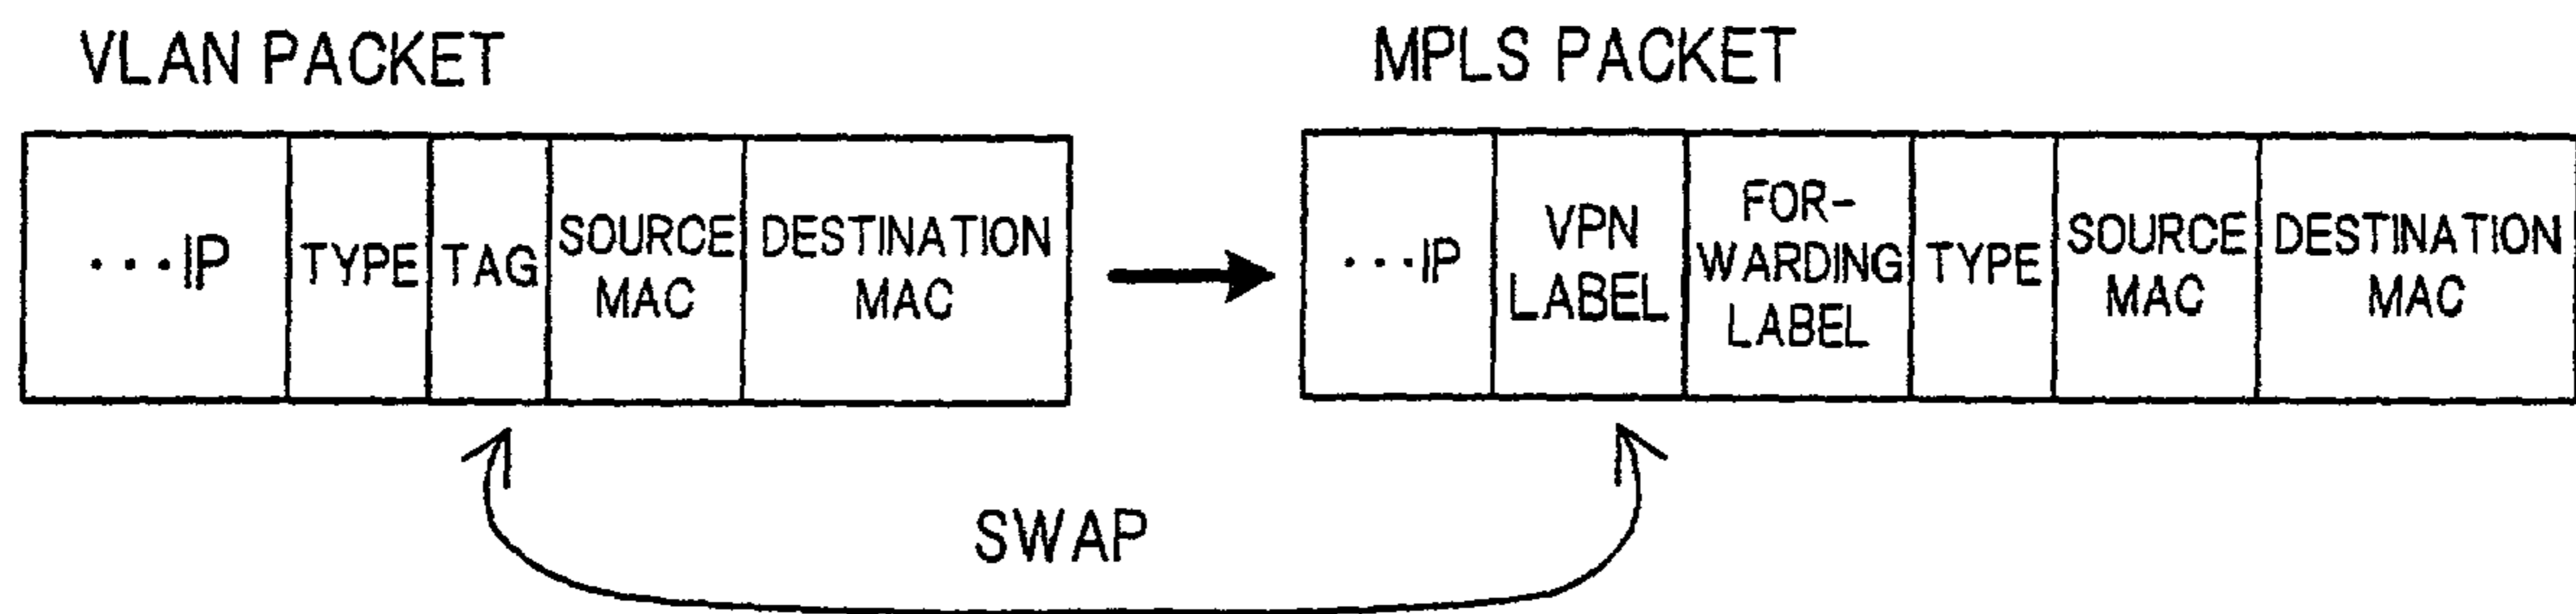 VLAN PACKET
...IP
TYPE
TAG
SOURCE
MAC
DESTINATION
MAC
MPLS PACKET
...IP
VPN
LABEL
FOR-
WARDING
LABEL
TYPE
SOURCE
MAC
DESTINATION
MAC
SWAP